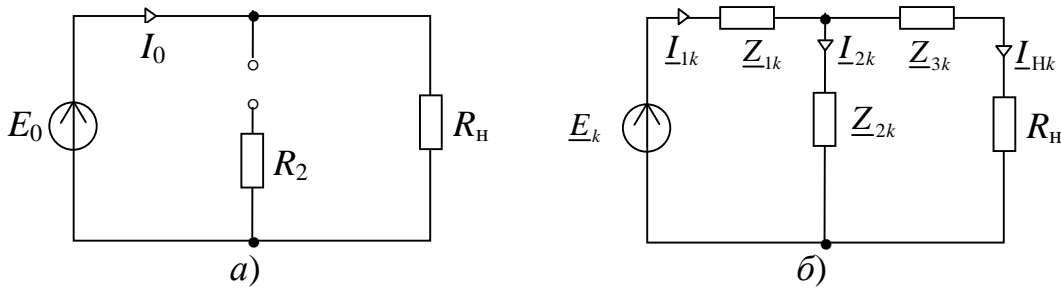 I₀
E₀
R₂
Rн
а)
I₁ₖ
Z₁ₖ
I₂ₖ
Z₃ₖ
Iнₖ
Eₖ
Z₂ₖ
Rн
б)